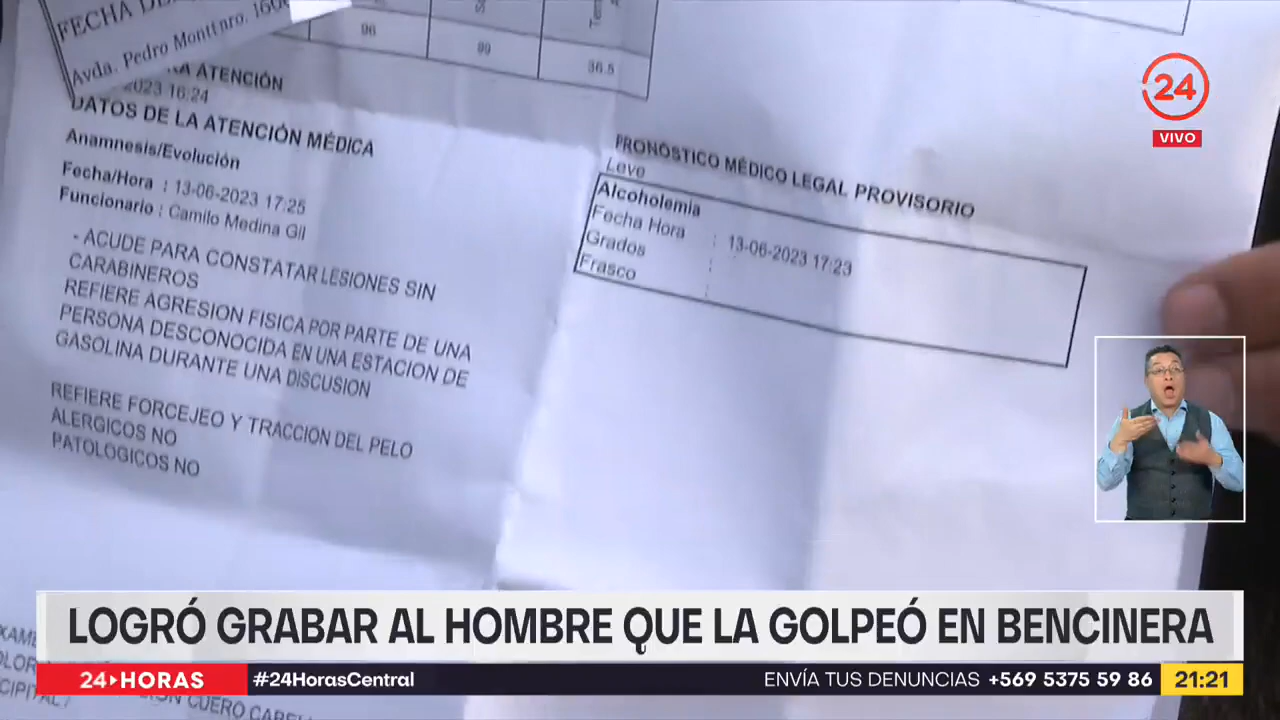 FECHA DE
Avda. Pedro Montt nro. 160
96
99
36.5
RA ATENCIÓN
2023 16:24
DATOS DE LA ATENCIÓN MÉDICA
Anamnesis/Evolución
Fecha/Hora : 13-06-2023 17:25
Funcionario : Camilo Medina Gil
- ACUDE PARA CONSTATAR LESIONES SIN
CARABINEROS
REFIERE AGRESION FISICA POR PARTE DE UNA
PERSONA DESCONOCIDA EN UNA ESTACION DE
GASOLINA DURANTE UNA DISCUSION
REFIERE FORCEJEO Y TRACCION DEL PELO
ALERGICOS NO
PATOLOGICOS NO
PRONÓSTICO MÉDICO LEGAL PROVISORIO
Leve
Alcoholemia
Fecha Hora : 13-06-2023 17:23
Grados :
Frasco :
24
VIVO
LOGRÓ GRABAR AL HOMBRE QUE LA GOLPEÓ EN BENCINERA
24 HORAS
#24HorasCentral
ENVÍA TUS DENUNCIAS +569 5375 59 86
21:21
CUERO